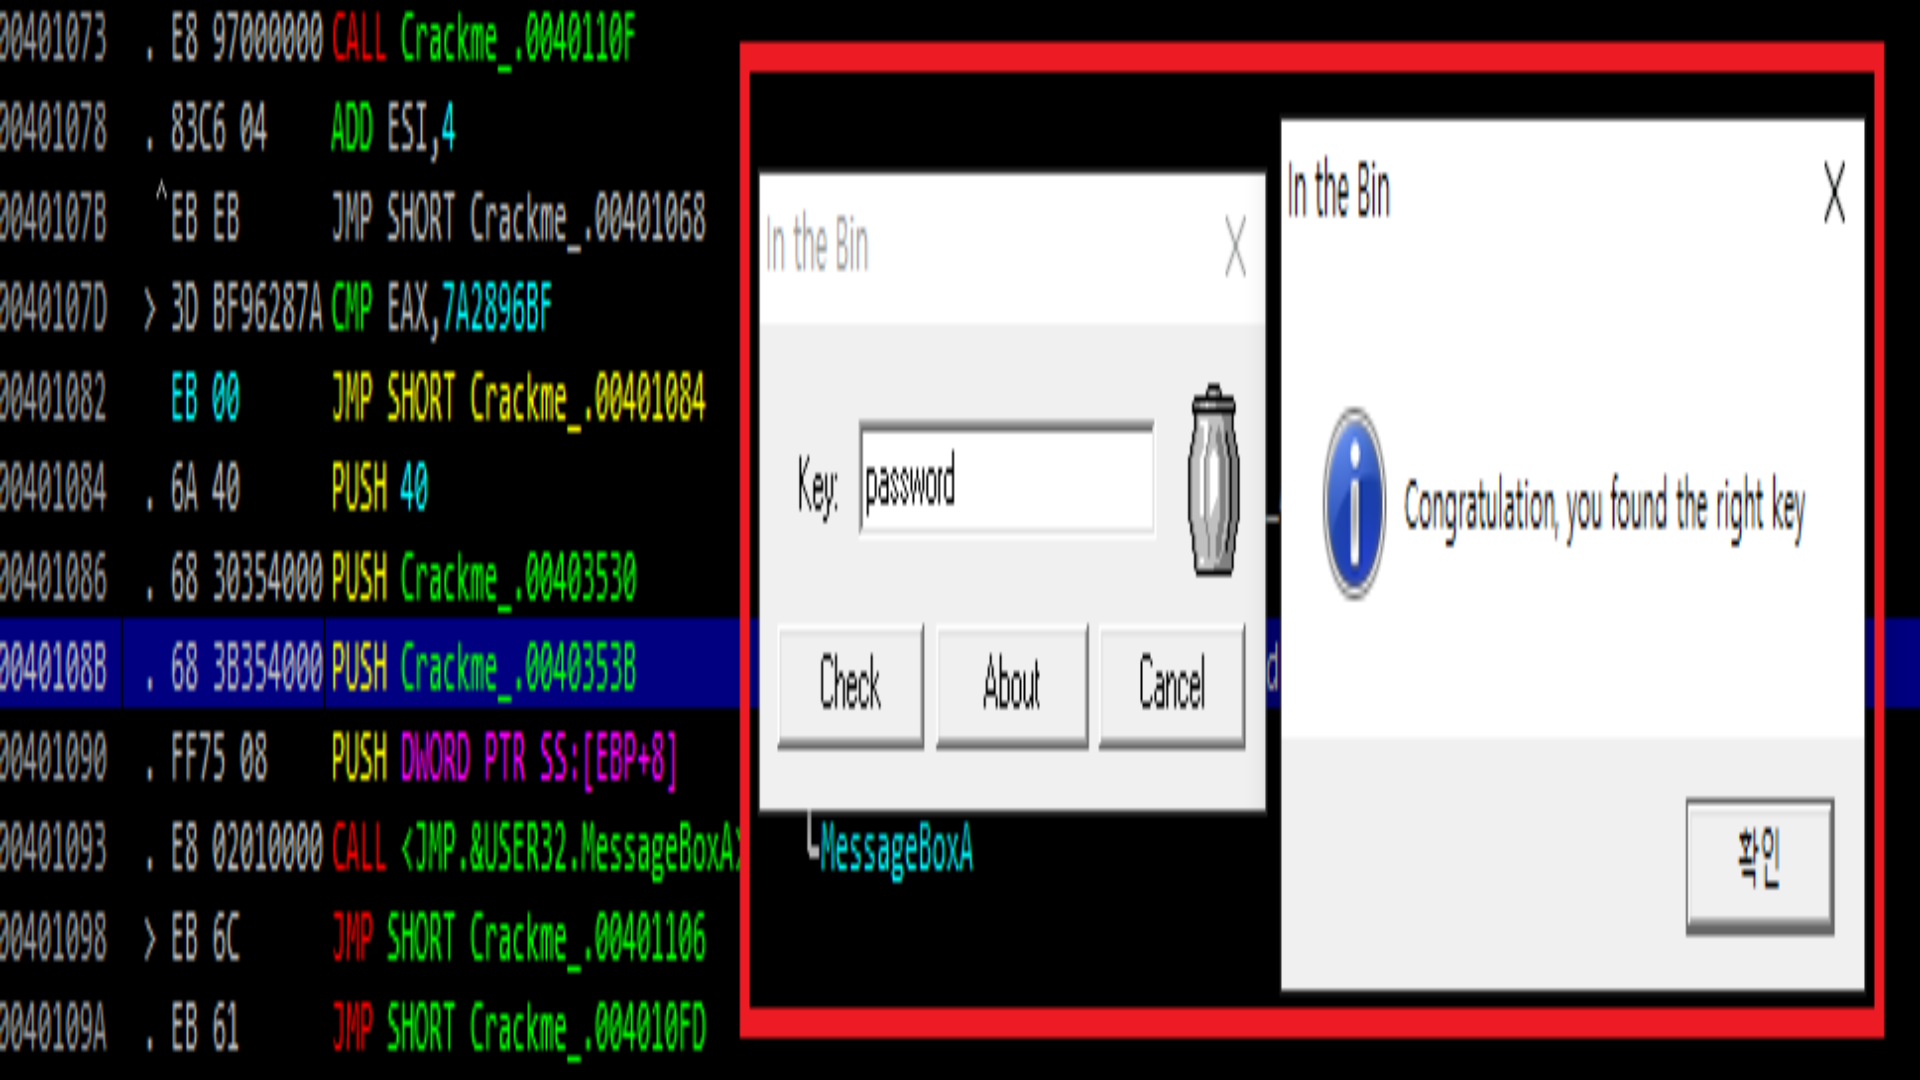 00401073 . E8 97000000 CALL Crackme_.0040110F
00401078 . 83C6 04 ADD ESI,4
0040107B ^EB EB JMP SHORT Crackme_.00401068
0040107D > 3D BF96287A CMP EAX,7A2896BF
00401082 EB 00 JMP SHORT Crackme_.00401084
00401084 . 6A 40 PUSH 40
00401086 . 68 30354000 PUSH Crackme_.00403530
0040108B . 68 3B354000 PUSH Crackme_.0040353B
00401090 . FF75 08 PUSH DWORD PTR SS:[EBP+8]
00401093 . E8 02010000 CALL <JMP.&USER32.MessageBoxA>
00401098 > EB 6C JMP SHORT Crackme_.00401106
0040109A . EB 61 JMP SHORT Crackme_.004010FD
In the Bin X
Key: password
Check About Cancel
d
MessageBoxA
In the Bin X
Congratulation, you found the right key
확인